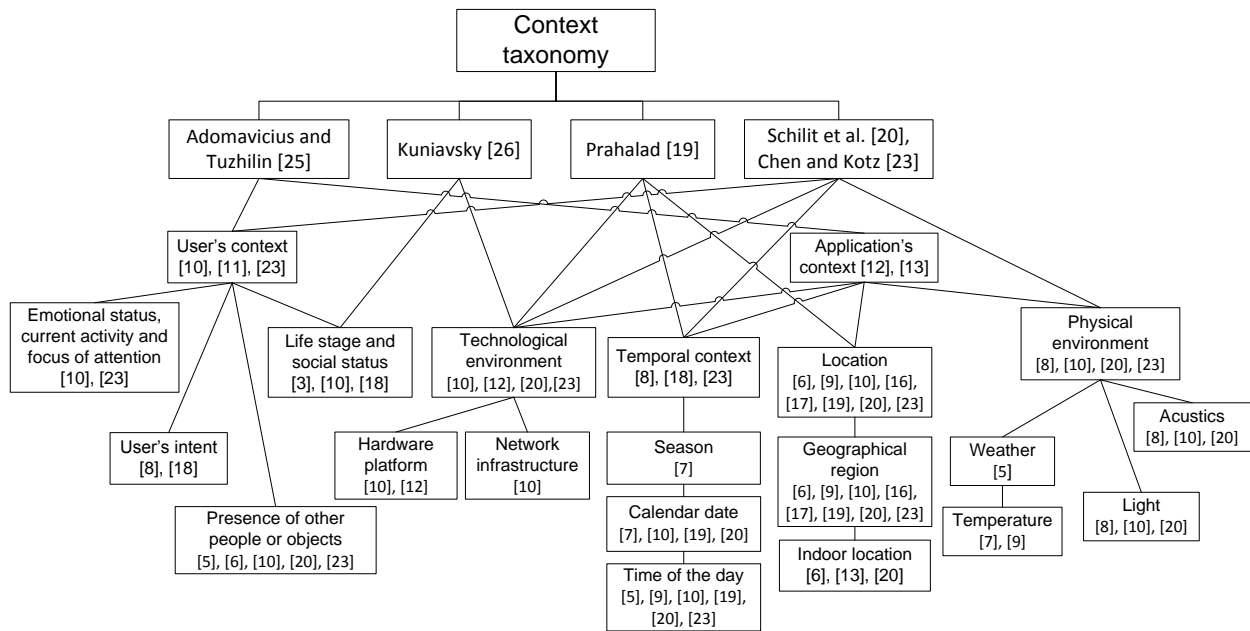 Context
taxonomy
Adomavicius and
Tuzhilin [25]
Kuniavsky [26]
Prahalad [19]
Schilit et al. [20],
Chen and Kotz [23]
User's context
[10], [11], [23]
Application's
context [12], [13]
Emotional status,
current activity and
focus of attention
[10], [23]
Life stage and
social status
[3], [10], [18]
Technological
environment
[10], [12], [20],[23]
Temporal context
[8], [18], [23]
Location
[6], [9], [10], [16],
[17], [19], [20], [23]
Physical
environment
[8], [10], [20], [23]
User's intent
[8], [18]
Hardware
platform
[10], [12]
Network
infrastructure
[10]
Season
[7]
Geographical
region
[6], [9], [10], [16],
[17], [19], [20], [23]
Weather
[5]
Acustics
[8], [10], [20]
Presence of other
people or objects
[5], [6], [10], [20], [23]
Calendar date
[7], [10], [19], [20]
Indoor location
[6], [13], [20]
Temperature
[7], [9]
Light
[8], [10], [20]
Time of the day
[5], [9], [10], [19],
[20], [23]